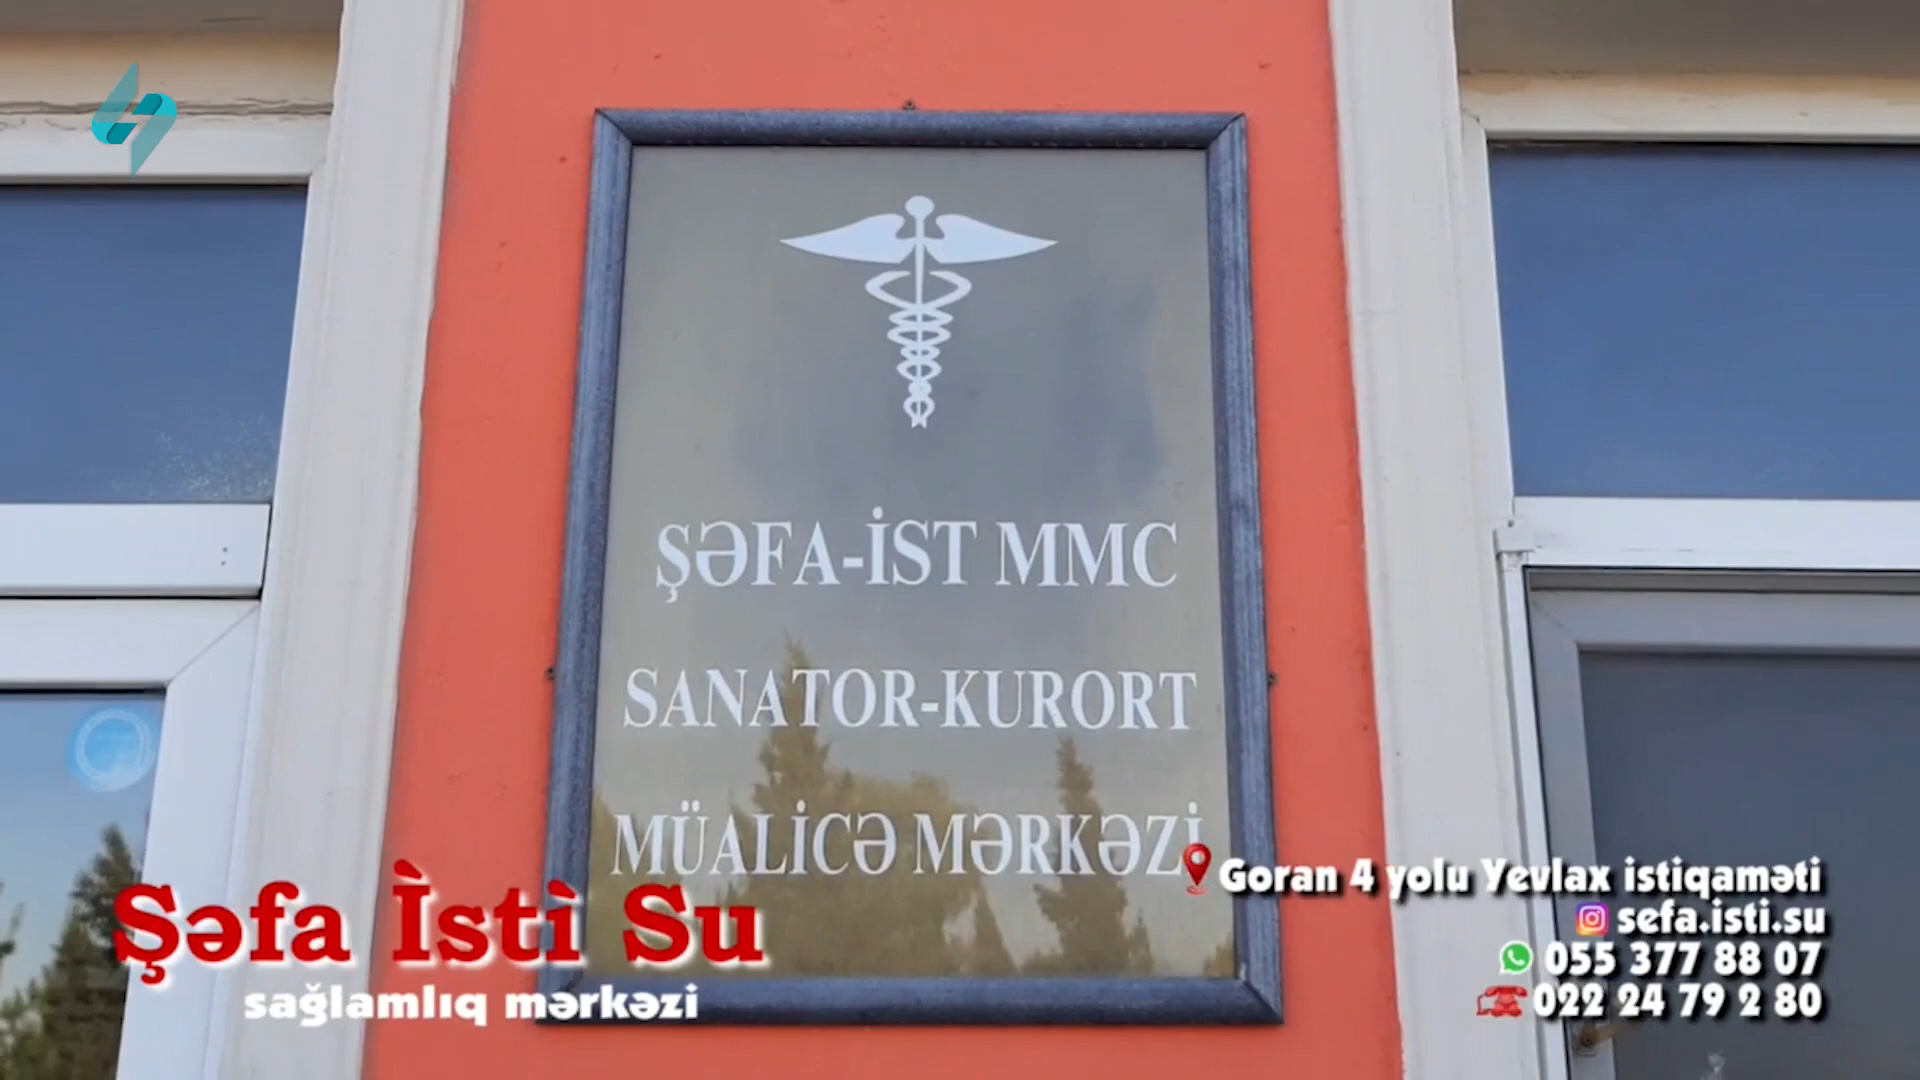 ŞƏFA-İST MMC
SANATOR-KURORT
MÜALİCƏ MƏRKƏZİ
Şəfa İsti Su
sağlamlıq mərkəzi
Goran 4 yolu Yevlax istiqaməti
sefa.isti.su
055 377 88 07
022 24 79 2 80